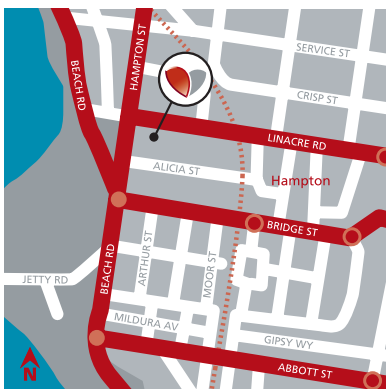 SERVICE ST
HAMPTON ST
BEACH RD
CRISP ST
LINACRE RD
ALICIA ST
Hampton
BRIDGE ST
ARTHUR ST
MOOR ST
BEACH RD
JETTY RD
MILDURA AV
GIPSY WY
ABBOTT ST
N